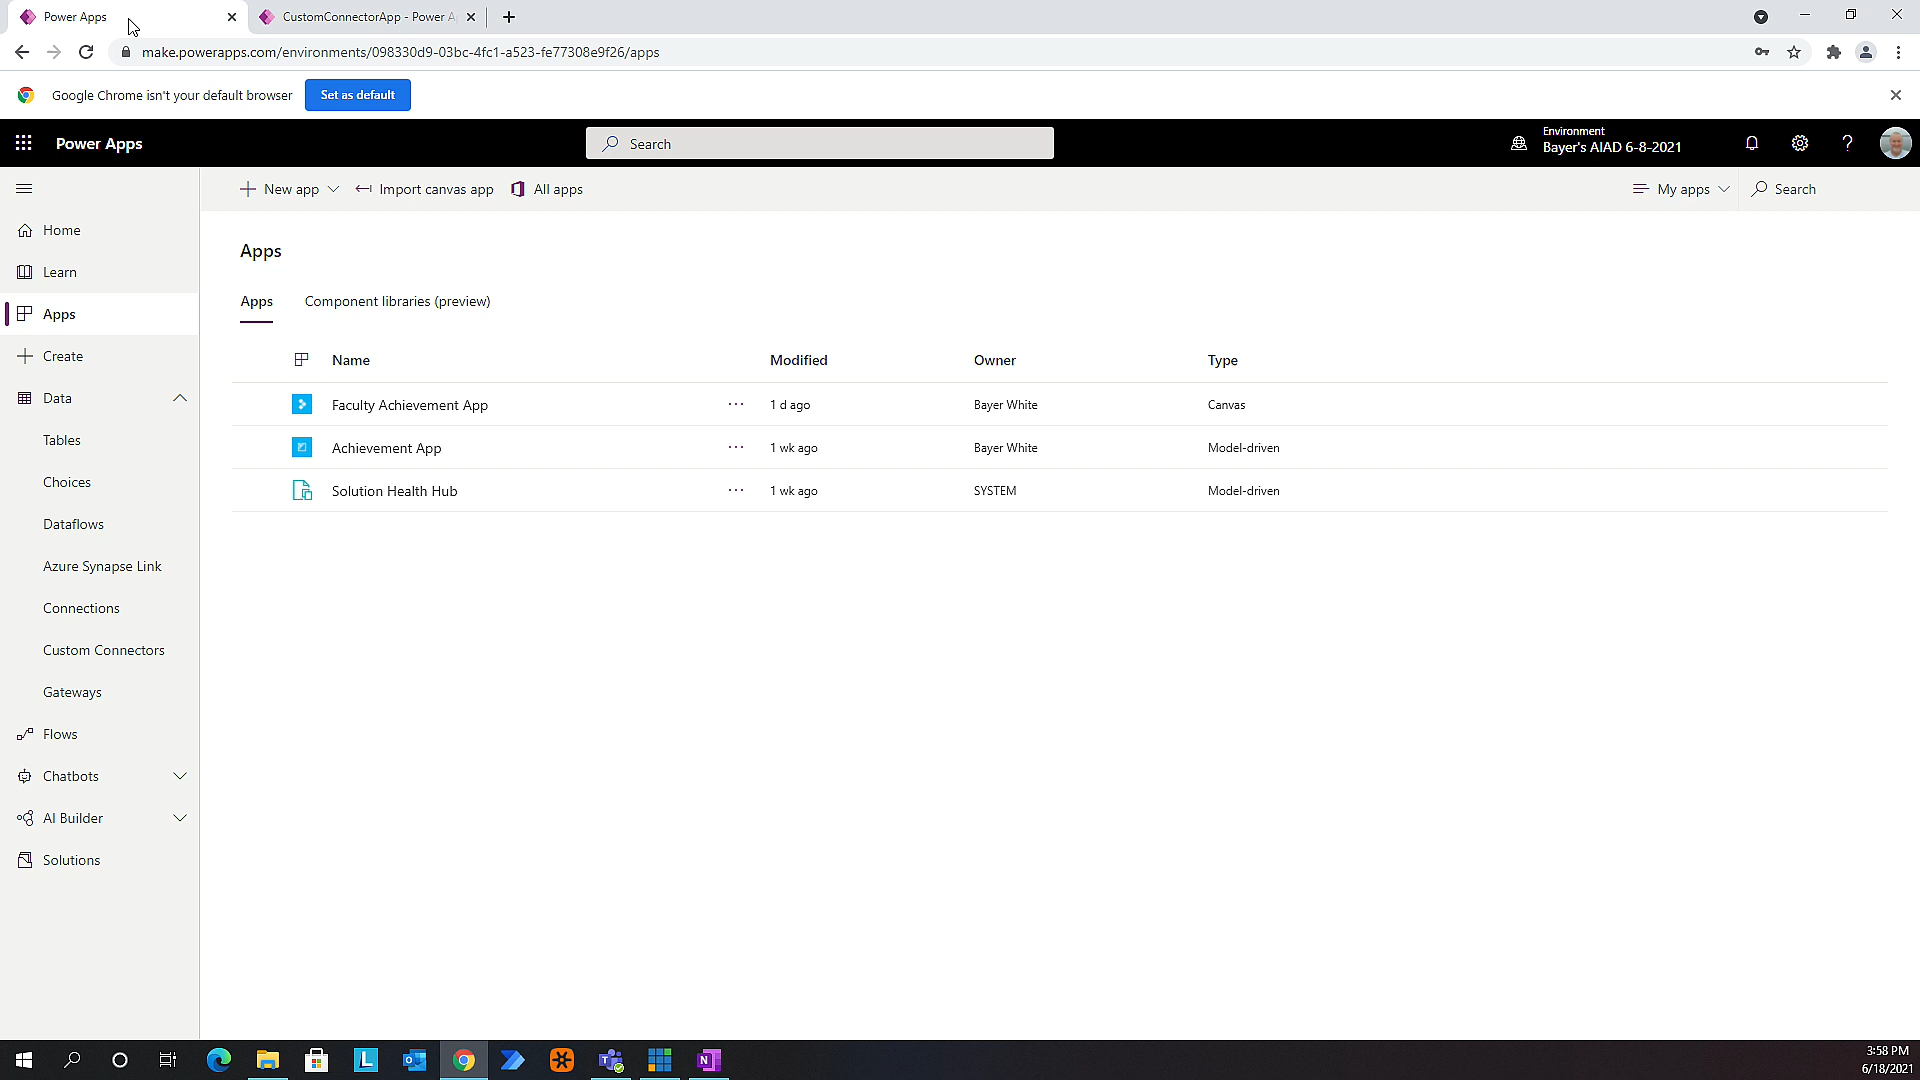 Power Apps
CustomConnectorApp - Power A
make.powerapps.com/environments/098330d9-03bc-4fc1-a523-fe77308e9f26/apps
Google Chrome isn't your default browser
Set as default
Power Apps
Search
Environment
Bayer's AIAD 6-8-2021
New app
Import canvas app
All apps
My apps
Search
Home
Learn
Apps
Create
Data
Tables
Choices
Dataflows
Azure Synapse Link
Connections
Custom Connectors
Gateways
Flows
Chatbots
AI Builder
Solutions
Apps
Apps
Component libraries (preview)
Name Modified Owner Type
Faculty Achievement App ··· 1 d ago Bayer White Canvas
Achievement App ··· 1 wk ago Bayer White Model-driven
Solution Health Hub ··· 1 wk ago SYSTEM Model-driven
3:58 PM
6/18/2021